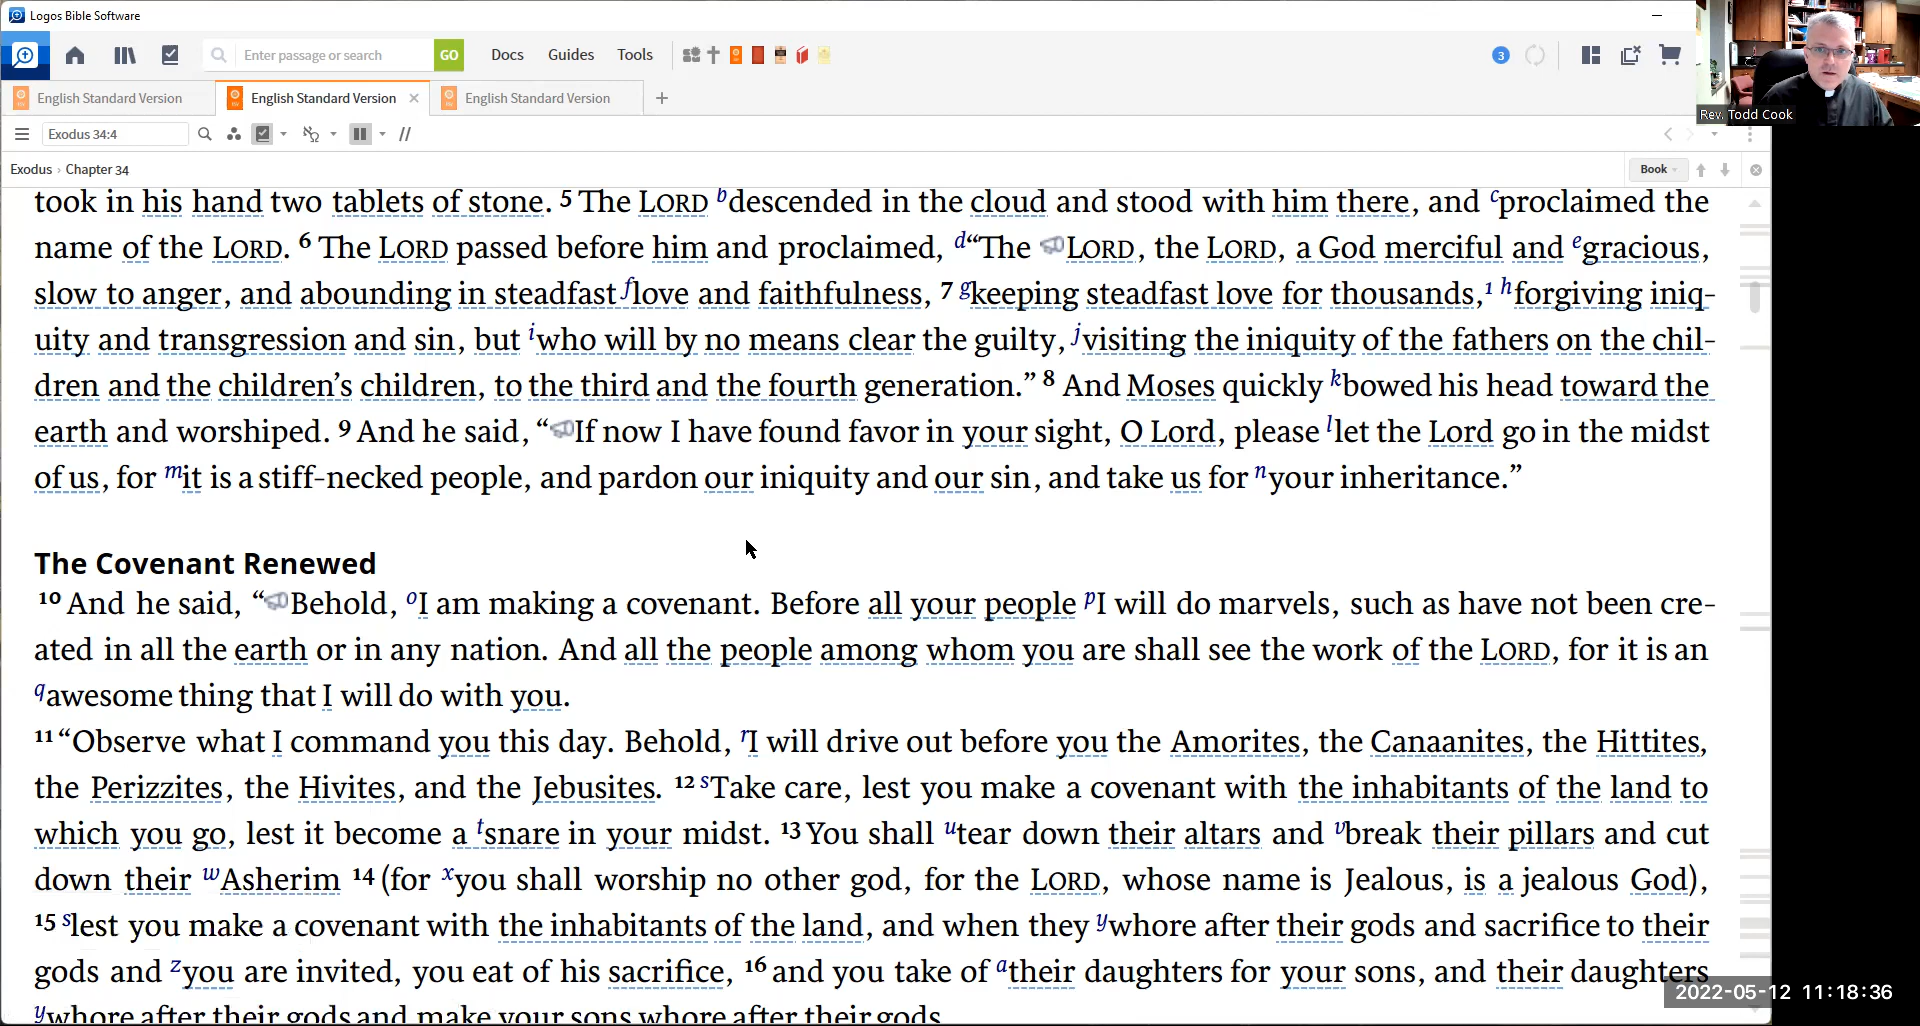 Logos Bible Software
Enter passage or search GO Docs Guides Tools 3
English Standard Version English Standard Version English Standard Version
Rev. Todd Cook
Exodus 34:4
Exodus › Chapter 34 Book
took in his hand two tablets of stone. 5 The LORD bdescended in the cloud and stood with him there, and cproclaimed the
name of the LORD. 6 The LORD passed before him and proclaimed, d“The LORD, the LORD, a God merciful and egracious,
slow to anger, and abounding in steadfast flove and faithfulness, 7 gkeeping steadfast love for thousands,1 hforgiving iniq-
uity and transgression and sin, but iwho will by no means clear the guilty, jvisiting the iniquity of the fathers on the chil-
dren and the children’s children, to the third and the fourth generation.” 8 And Moses quickly kbowed his head toward the
earth and worshiped. 9 And he said, “If now I have found favor in your sight, O Lord, please llet the Lord go in the midst
of us, for mit is a stiff-necked people, and pardon our iniquity and our sin, and take us for nyour inheritance.”
The Covenant Renewed
10 And he said, “Behold, oI am making a covenant. Before all your people pI will do marvels, such as have not been cre-
ated in all the earth or in any nation. And all the people among whom you are shall see the work of the LORD, for it is an
qawesome thing that I will do with you.
11 “Observe what I command you this day. Behold, rI will drive out before you the Amorites, the Canaanites, the Hittites,
the Perizzites, the Hivites, and the Jebusites. 12 sTake care, lest you make a covenant with the inhabitants of the land to
which you go, lest it become a tsnare in your midst. 13 You shall utear down their altars and vbreak their pillars and cut
down their wAsherim 14 (for xyou shall worship no other god, for the LORD, whose name is Jealous, is a jealous God),
15 slest you make a covenant with the inhabitants of the land, and when they ywhore after their gods and sacrifice to their
gods and zyou are invited, you eat of his sacrifice, 16 and you take of atheir daughters for your sons, and their daughters
ywhore after their gods and make your sons whore after their gods.
2022-05-12 11:18:36